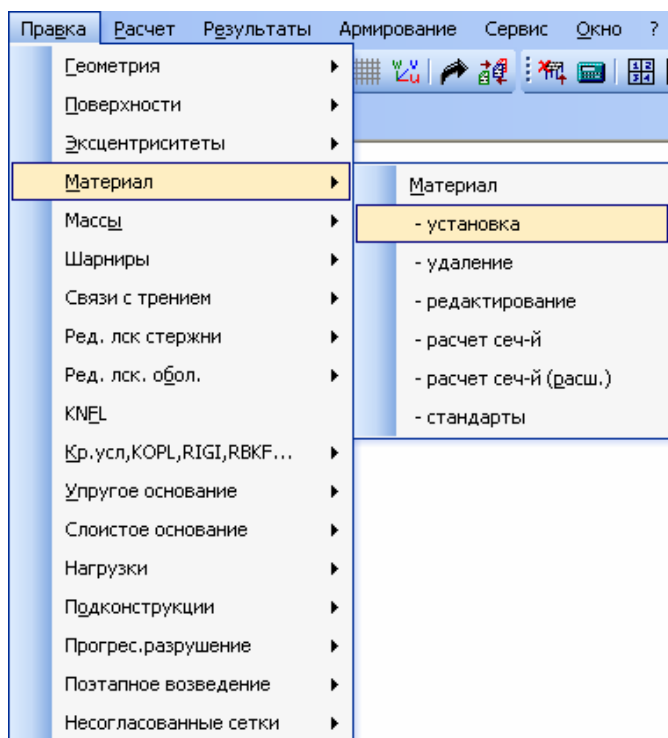 Правка Расчет Результаты Армирование Сервис Окно ?
Геометрия
Поверхности
Эксцентриситеты
Материал
Массы
Шарниры
Связи с трением
Ред. лск стержни
Ред. лск. обол.
KNFL
Кр.усл,KOPL,RIGI,RBKF...
Упругое основание
Слоистое основание
Нагрузки
Подконструкции
Прогрес.разрушение
Поэтапное возведение
Несогласованные сетки
Материал
- установка
- удаление
- редактирование
- расчет сеч-й
- расчет сеч-й (расш.)
- стандарты